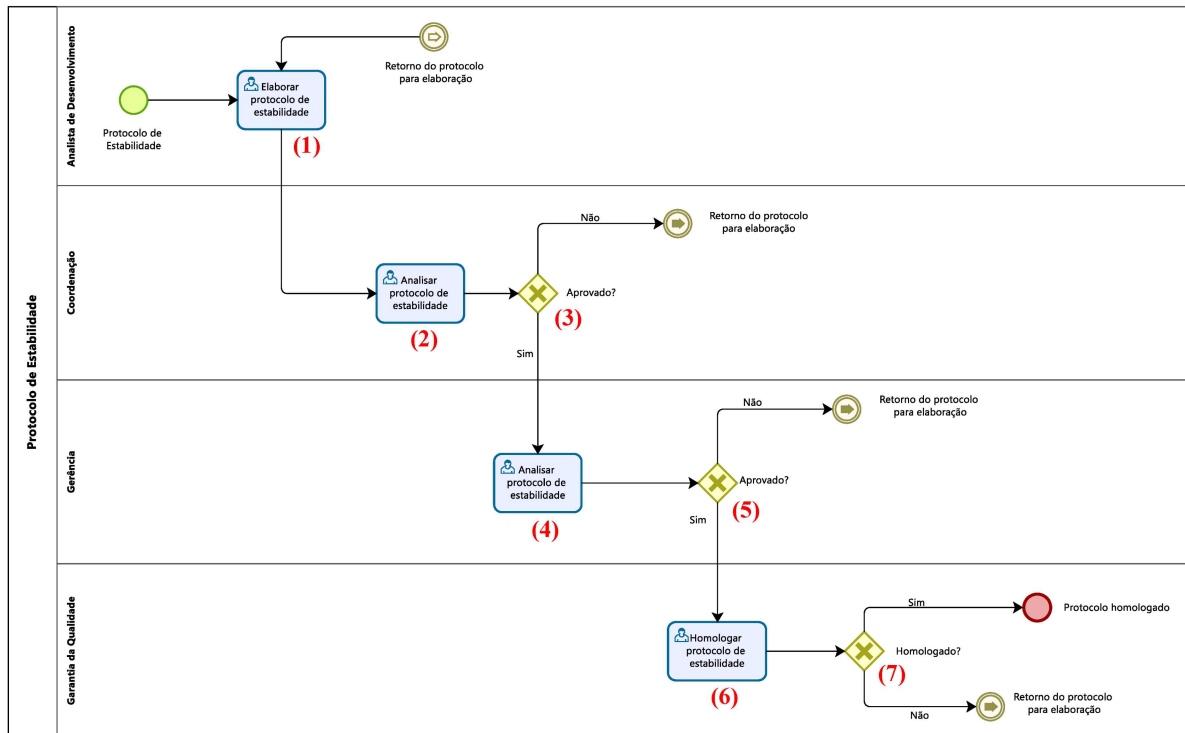 Protocolo de Estabilidade
Analista de Desenvolvimento
Retorno do protocolo
para elaboração
Elaborar
protocolo de
estabilidade
Protocolo de
Estabilidade
(1)
Coordenação
Não
Retorno do protocolo
para elaboração
Analisar
protocolo de
estabilidade
Aprovado?
(2)
(3)
Sim
Gerência
Não
Retorno do protocolo
para elaboração
Analisar
protocolo de
estabilidade
Aprovado?
(4)
(5)
Sim
Garantia da Qualidade
Sim
Protocolo homologado
Homologar
protocolo de
estabilidade
Homologado?
(6)
(7)
Não
Retorno do protocolo
para elaboração